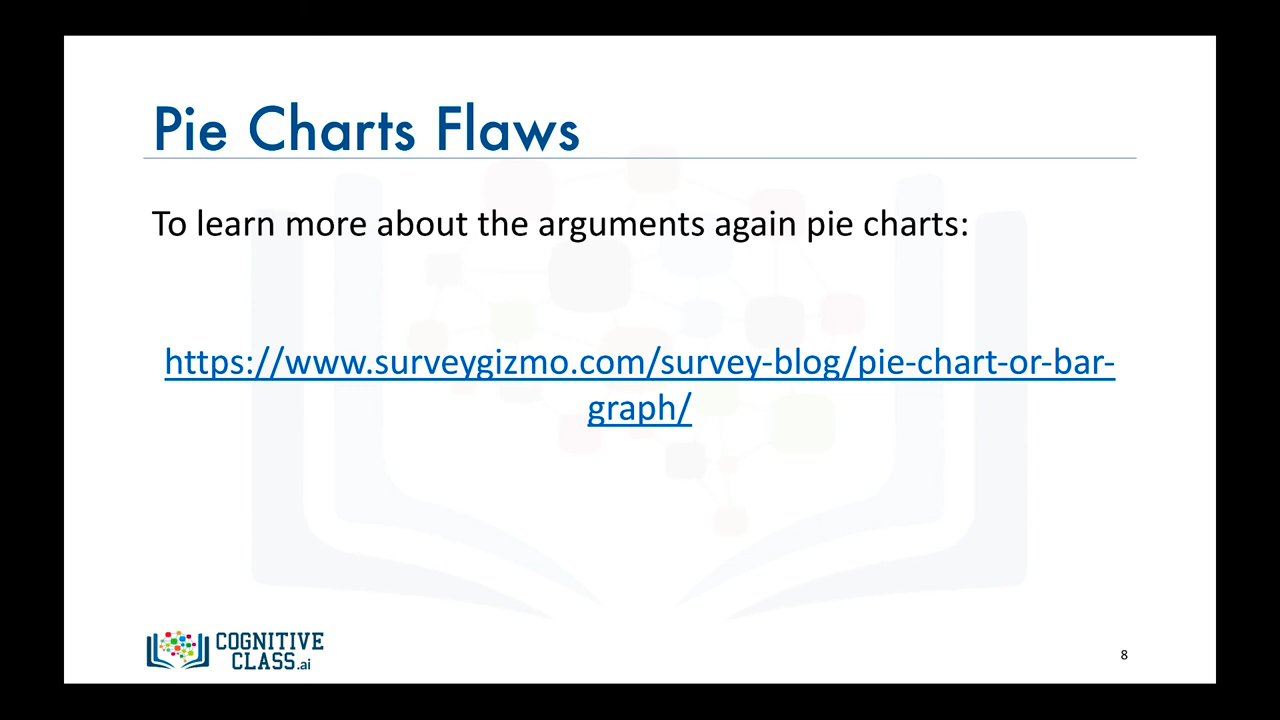 Pie Charts Flaws
To learn more about the arguments again pie charts:
https://www.surveygizmo.com/survey-blog/pie-chart-or-bar-
graph/
COGNITIVE
CLASS.ai
8